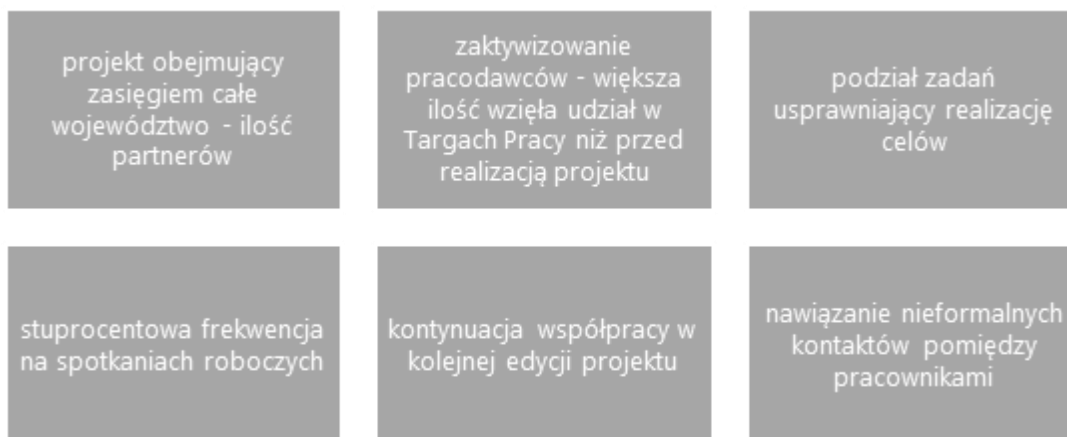 projekt obejmujący
zasięgiem całe
województwo - ilość
partnerów
zaktywizowanie
pracodawców - większa
ilość wzięła udział w
Targach Pracy niż przed
realizacją projektu
podział zadań
usprawniający realizację
celów
stuprocentowa frekwencja
na spotkaniach roboczych
kontynuacja współpracy w
kolejnej edycji projektu
nawiązanie nieformalnych
kontaktów pomiędzy
pracownikami